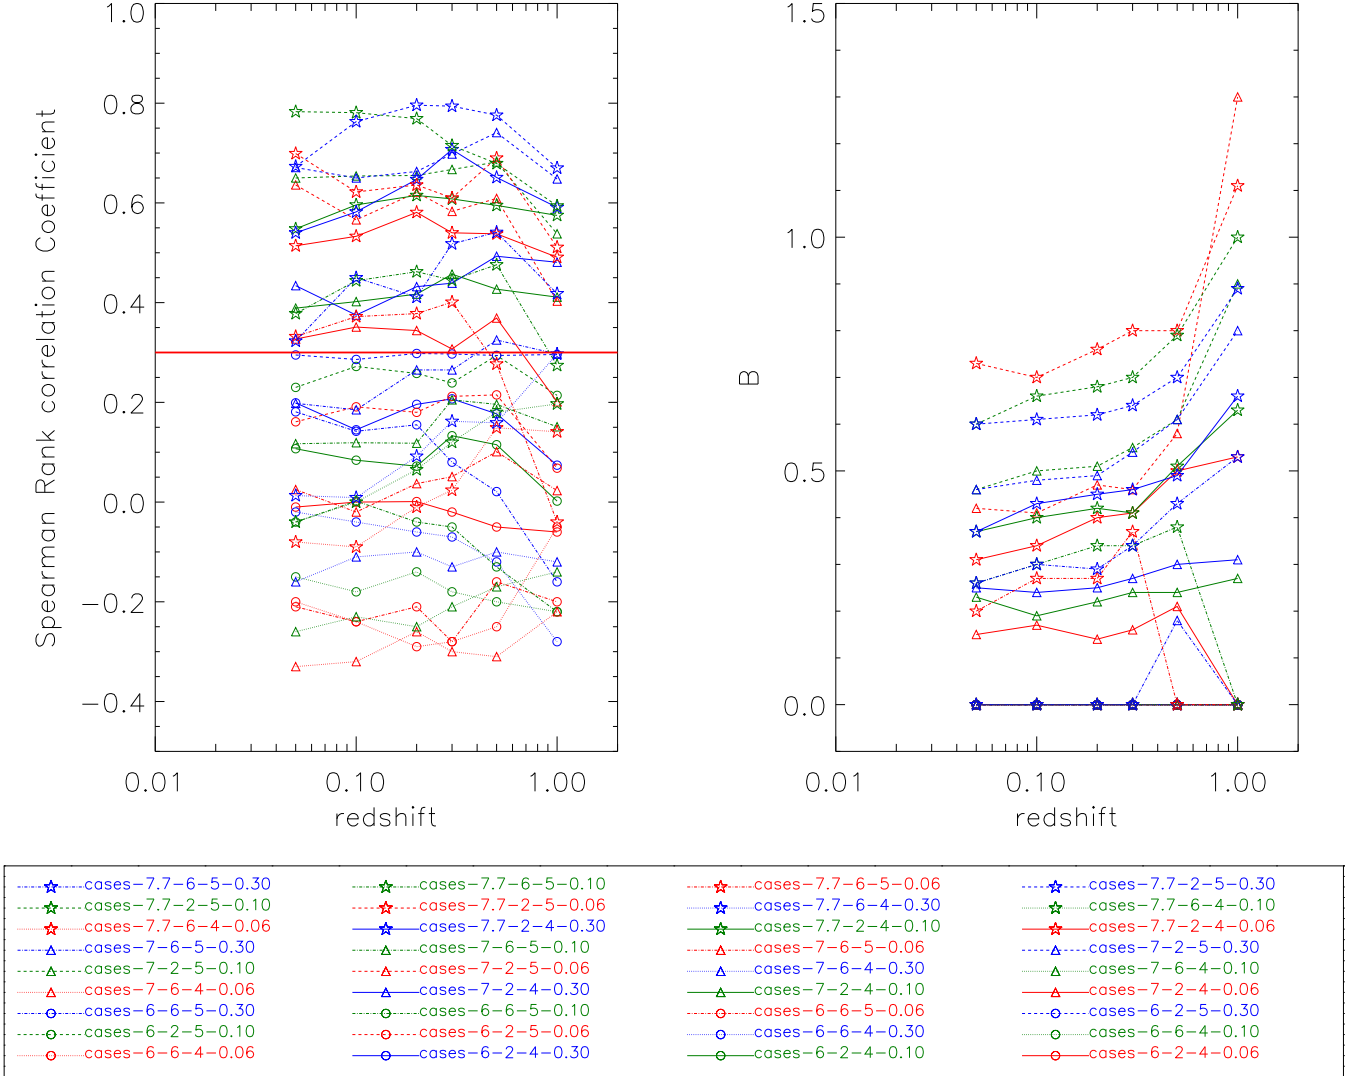 1.0
0.8
0.6
0.4
0.2
0.0
−0.2
−0.4
Spearman Rank correlation Coefficient
0.01 0.10 1.00
redshift
1.5
1.0
0.5
0.0
B
0.01 0.10 1.00
redshift
cases−7.7−6−5−0.30 cases−7.7−6−5−0.10 cases−7.7−6−5−0.06 cases−7.7−2−5−0.30
cases−7.7−2−5−0.10 cases−7.7−2−5−0.06 cases−7.7−6−4−0.30 cases−7.7−6−4−0.10
cases−7.7−6−4−0.06 cases−7.7−2−4−0.30 cases−7.7−2−4−0.10 cases−7.7−2−4−0.06
cases−7−6−5−0.30 cases−7−6−5−0.10 cases−7−6−5−0.06 cases−7−2−5−0.30
cases−7−2−5−0.10 cases−7−2−5−0.06 cases−7−6−4−0.30 cases−7−6−4−0.10
cases−7−6−4−0.06 cases−7−2−4−0.30 cases−7−2−4−0.10 cases−7−2−4−0.06
cases−6−6−5−0.30 cases−6−6−5−0.10 cases−6−6−5−0.06 cases−6−2−5−0.30
cases−6−2−5−0.10 cases−6−2−5−0.06 cases−6−6−4−0.30 cases−6−6−4−0.10
cases−6−6−4−0.06 cases−6−2−4−0.30 cases−6−2−4−0.10 cases−6−2−4−0.06